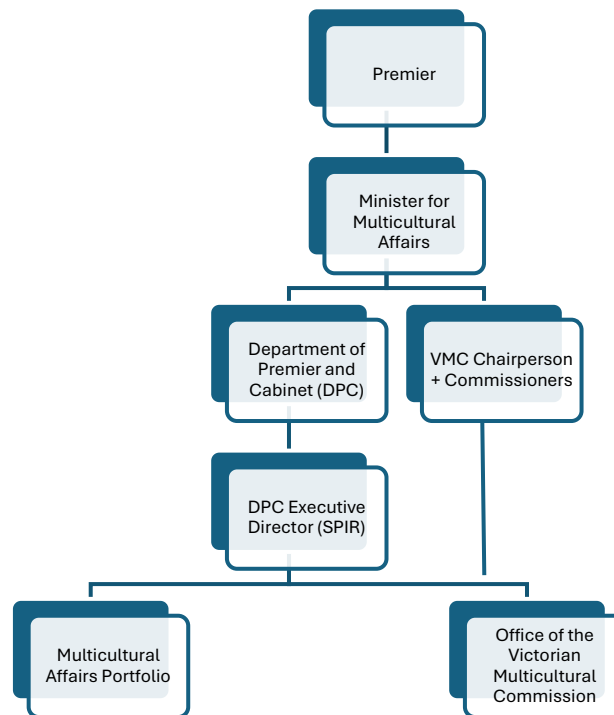 Premier
Minister for
Multicultural
Affairs
Department of
Premier and
Cabinet (DPC)
VMC Chairperson
+ Commissioners
DPC Executive
Director (SPIR)
Multicultural
Affairs Portfolio
Office of the
Victorian
Multicultural
Commission